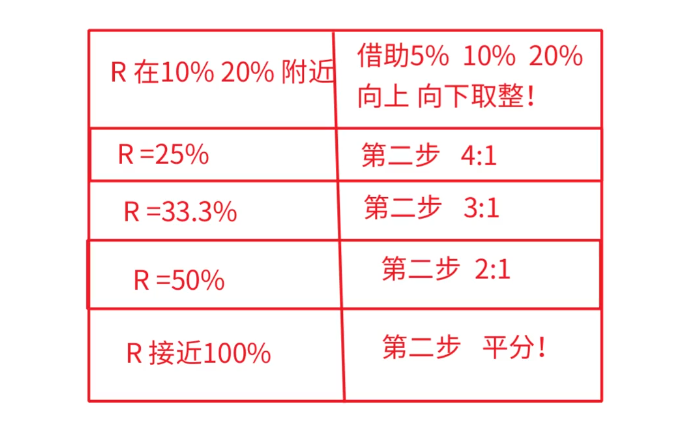 R 在10% 20% 附近
借助5% 10% 20%
向上 向下取整!
R =25%
第二步 4:1
R =33.3%
第二步 3:1
R =50%
第二步 2:1
R 接近100%
第二步 平分!